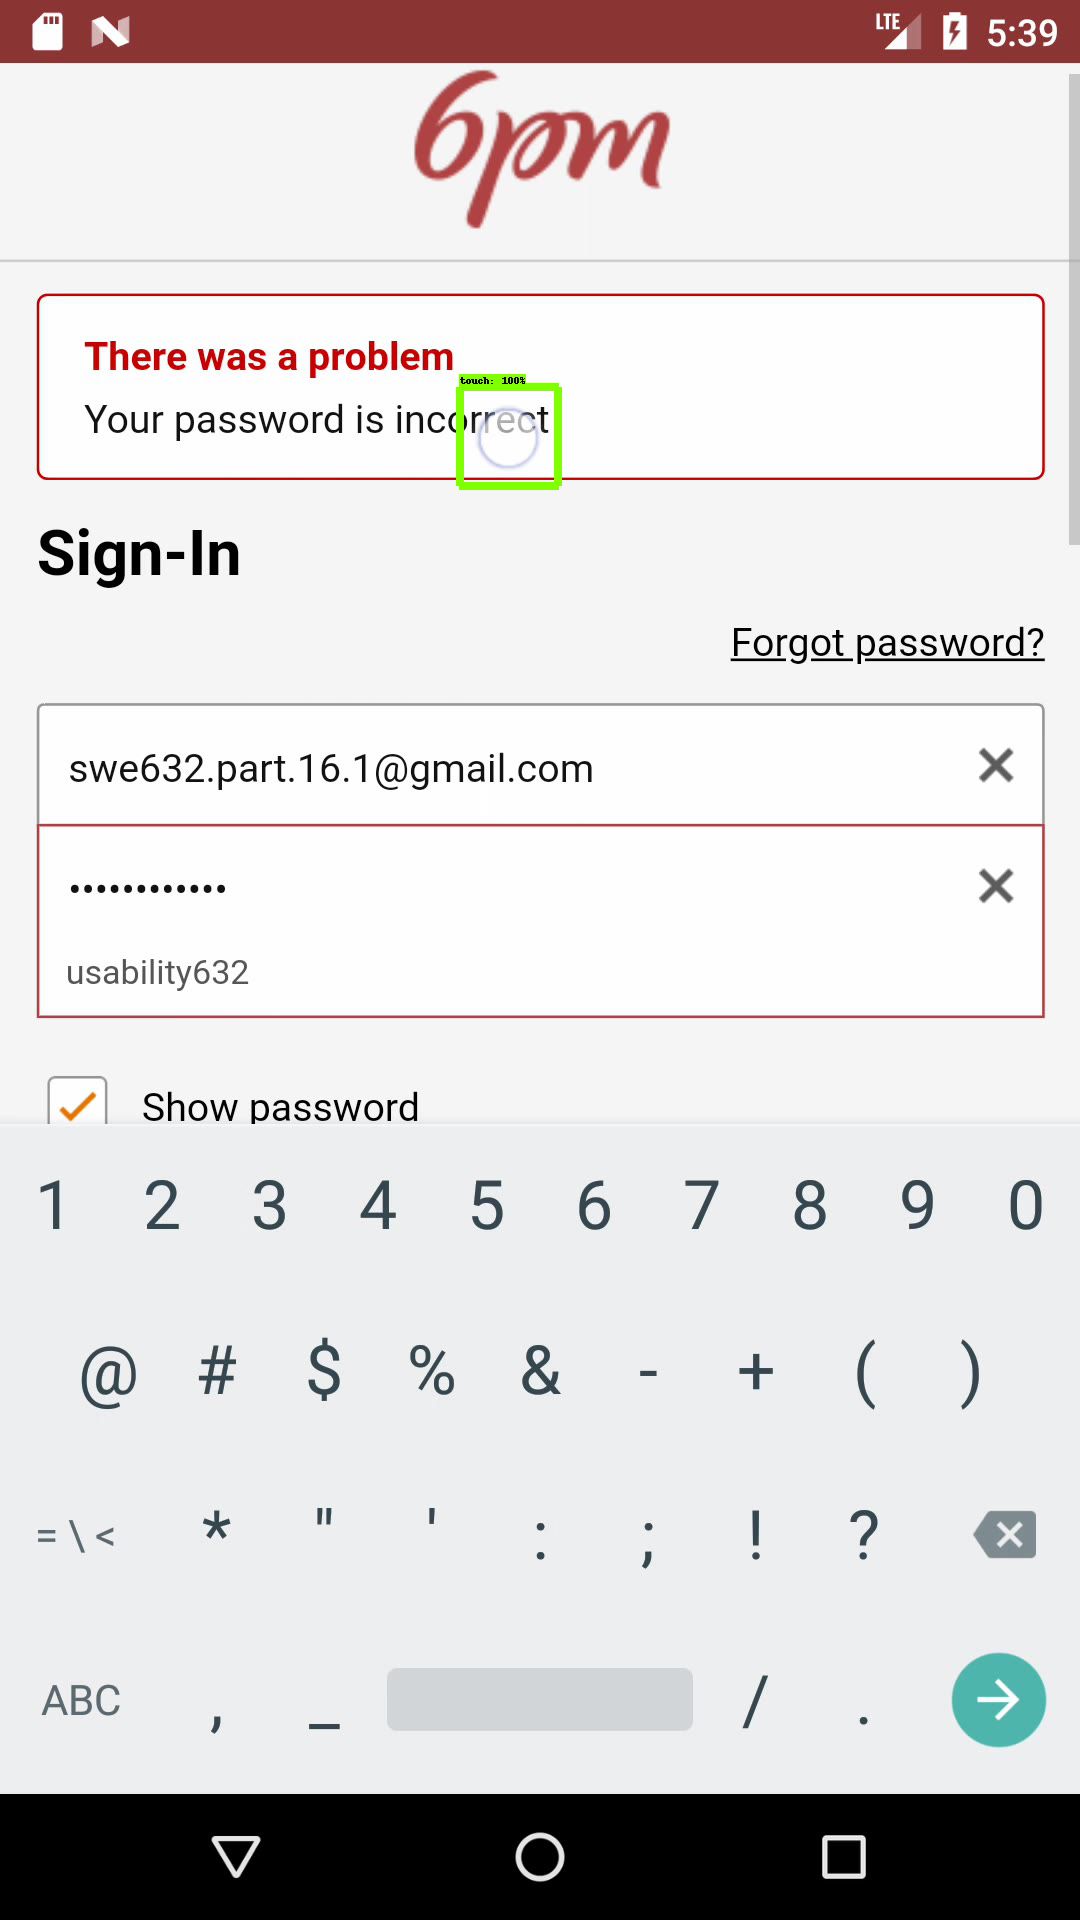 LTE 5:39
6pm
There was a problem
touch: 100%
Your password is incorrect
Sign-In
Forgot password?
swe632.part.16.1@gmail.com
••••••••••••
usability632
Show password
1 2 3 4 5 6 7 8 9 0
@ # $ % & - + ( )
= \ < * " ' : ; ! ?
ABC , _ / .